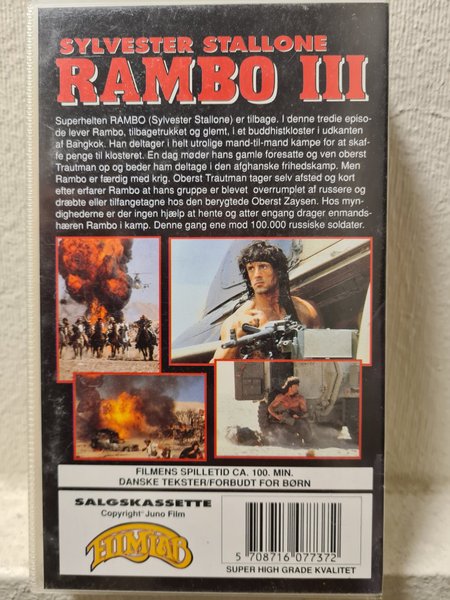 SYLVESTER STALLONE
RAMBO III
Superhelten RAMBO (Sylvester Stallone) er tilbage. I denne tredie episo-
de lever Rambo, tilbagetrukket og glemt, i et buddhistkloster i udkanten
af Bangkok. Han deltager i helt utrolige mand-til-mand kampe for at skaf-
fe penge til klosteret. En dag møder hans gamle foresatte og ven oberst
Trautman op og beder ham deltage i den afghanske frihedskamp. Men
Rambo er færdig med krig. Oberst Trautman tager selv afsted og kort
efter erfarer Rambo at hans gruppe er blevet overrumplet af russere og
dræbte eller tilfangetagne hos den berygtede Oberst Zaysen. Hos myn-
dighederne er der ingen hjælp at hente og atter engang drager enmands-
hæren Rambo i kamp. Denne gang ene mod 100.000 russiske soldater.
FILMENS SPILLETID CA. 100. MIN.
DANSKE TEKSTER/FORBUDT FOR BØRN
SALGSKASSETTE
Copyright Juno Film
FILMLAB
5 708716 077372
SUPER HIGH GRADE KVALITET